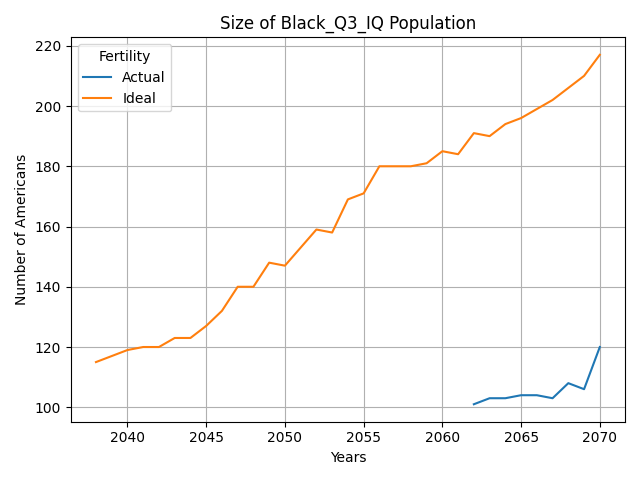 Size of Black_Q3_IQ Population
Fertility
Actual
Ideal
Number of Americans
220
200
180
160
140
120
100
2040
2045
2050
2055
2060
2065
2070
Years